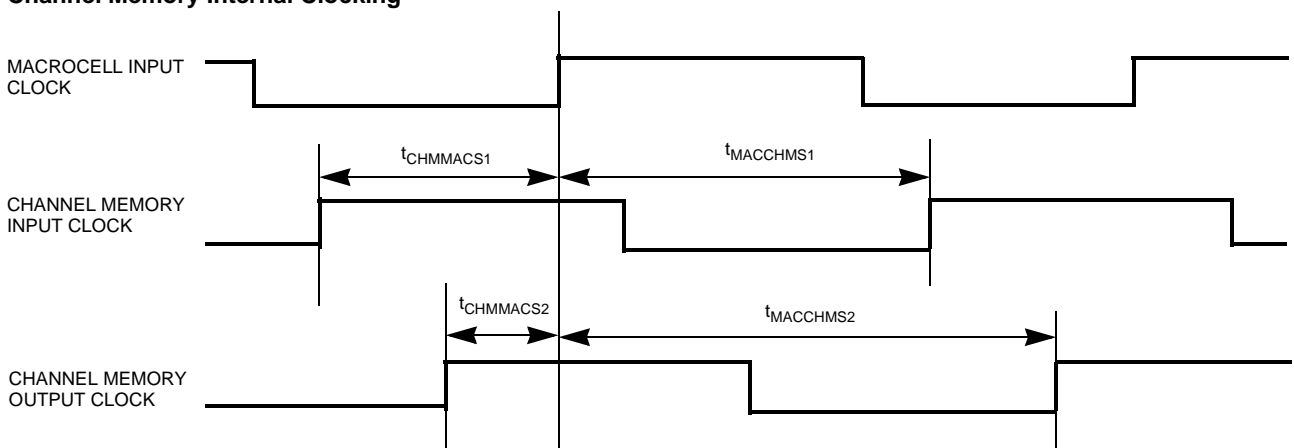 Channel Memory Internal Clocking
MACROCELL INPUT
CLOCK
tCHMMACS1
tMACCHMS1
CHANNEL MEMORY
INPUT CLOCK
tCHMMACS2
tMACCHMS2
CHANNEL MEMORY
OUTPUT CLOCK